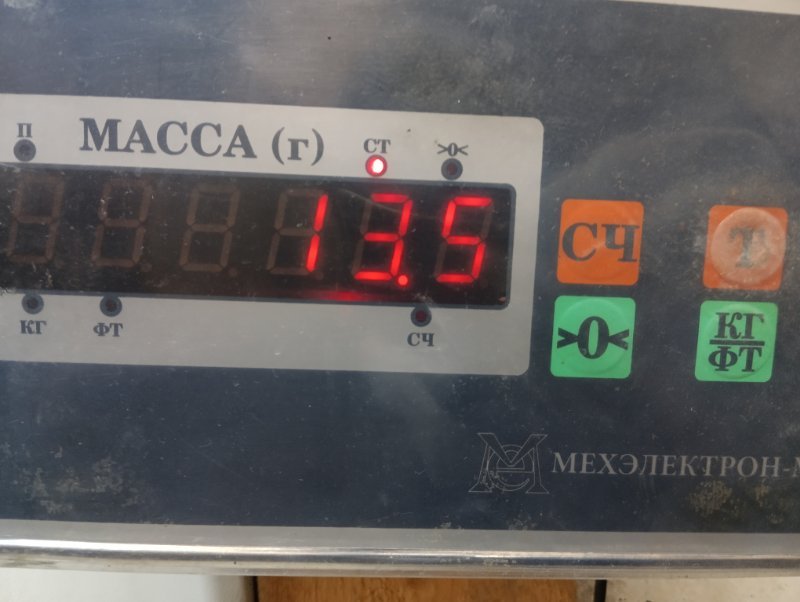 П МАССА (г) СТ >0<
13.5
КГ ФТ СЧ
СЧ Т
>0< КГ/ФТ
МЕХЭЛЕКТРОН-М